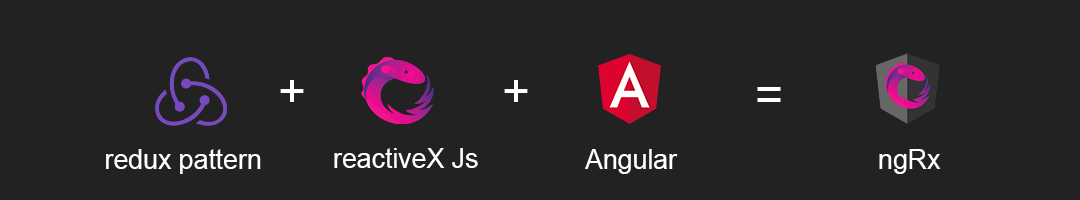 + + A =
redux pattern reactiveX Js Angular ngRx